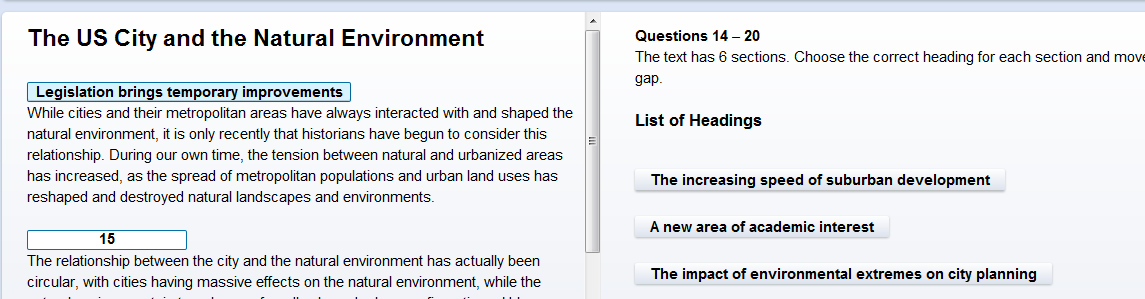 The US City and the Natural Environment
Legislation brings temporary improvements
While cities and their metropolitan areas have always interacted with and shaped the
natural environment, it is only recently that historians have begun to consider this
relationship. During our own time, the tension between natural and urbanized areas
has increased, as the spread of metropolitan populations and urban land uses has
reshaped and destroyed natural landscapes and environments.
15
The relationship between the city and the natural environment has actually been
circular, with cities having massive effects on the natural environment, while the
Questions 14 – 20
The text has 6 sections. Choose the correct heading for each section and move
gap.
List of Headings
The increasing speed of suburban development
A new area of academic interest
The impact of environmental extremes on city planning